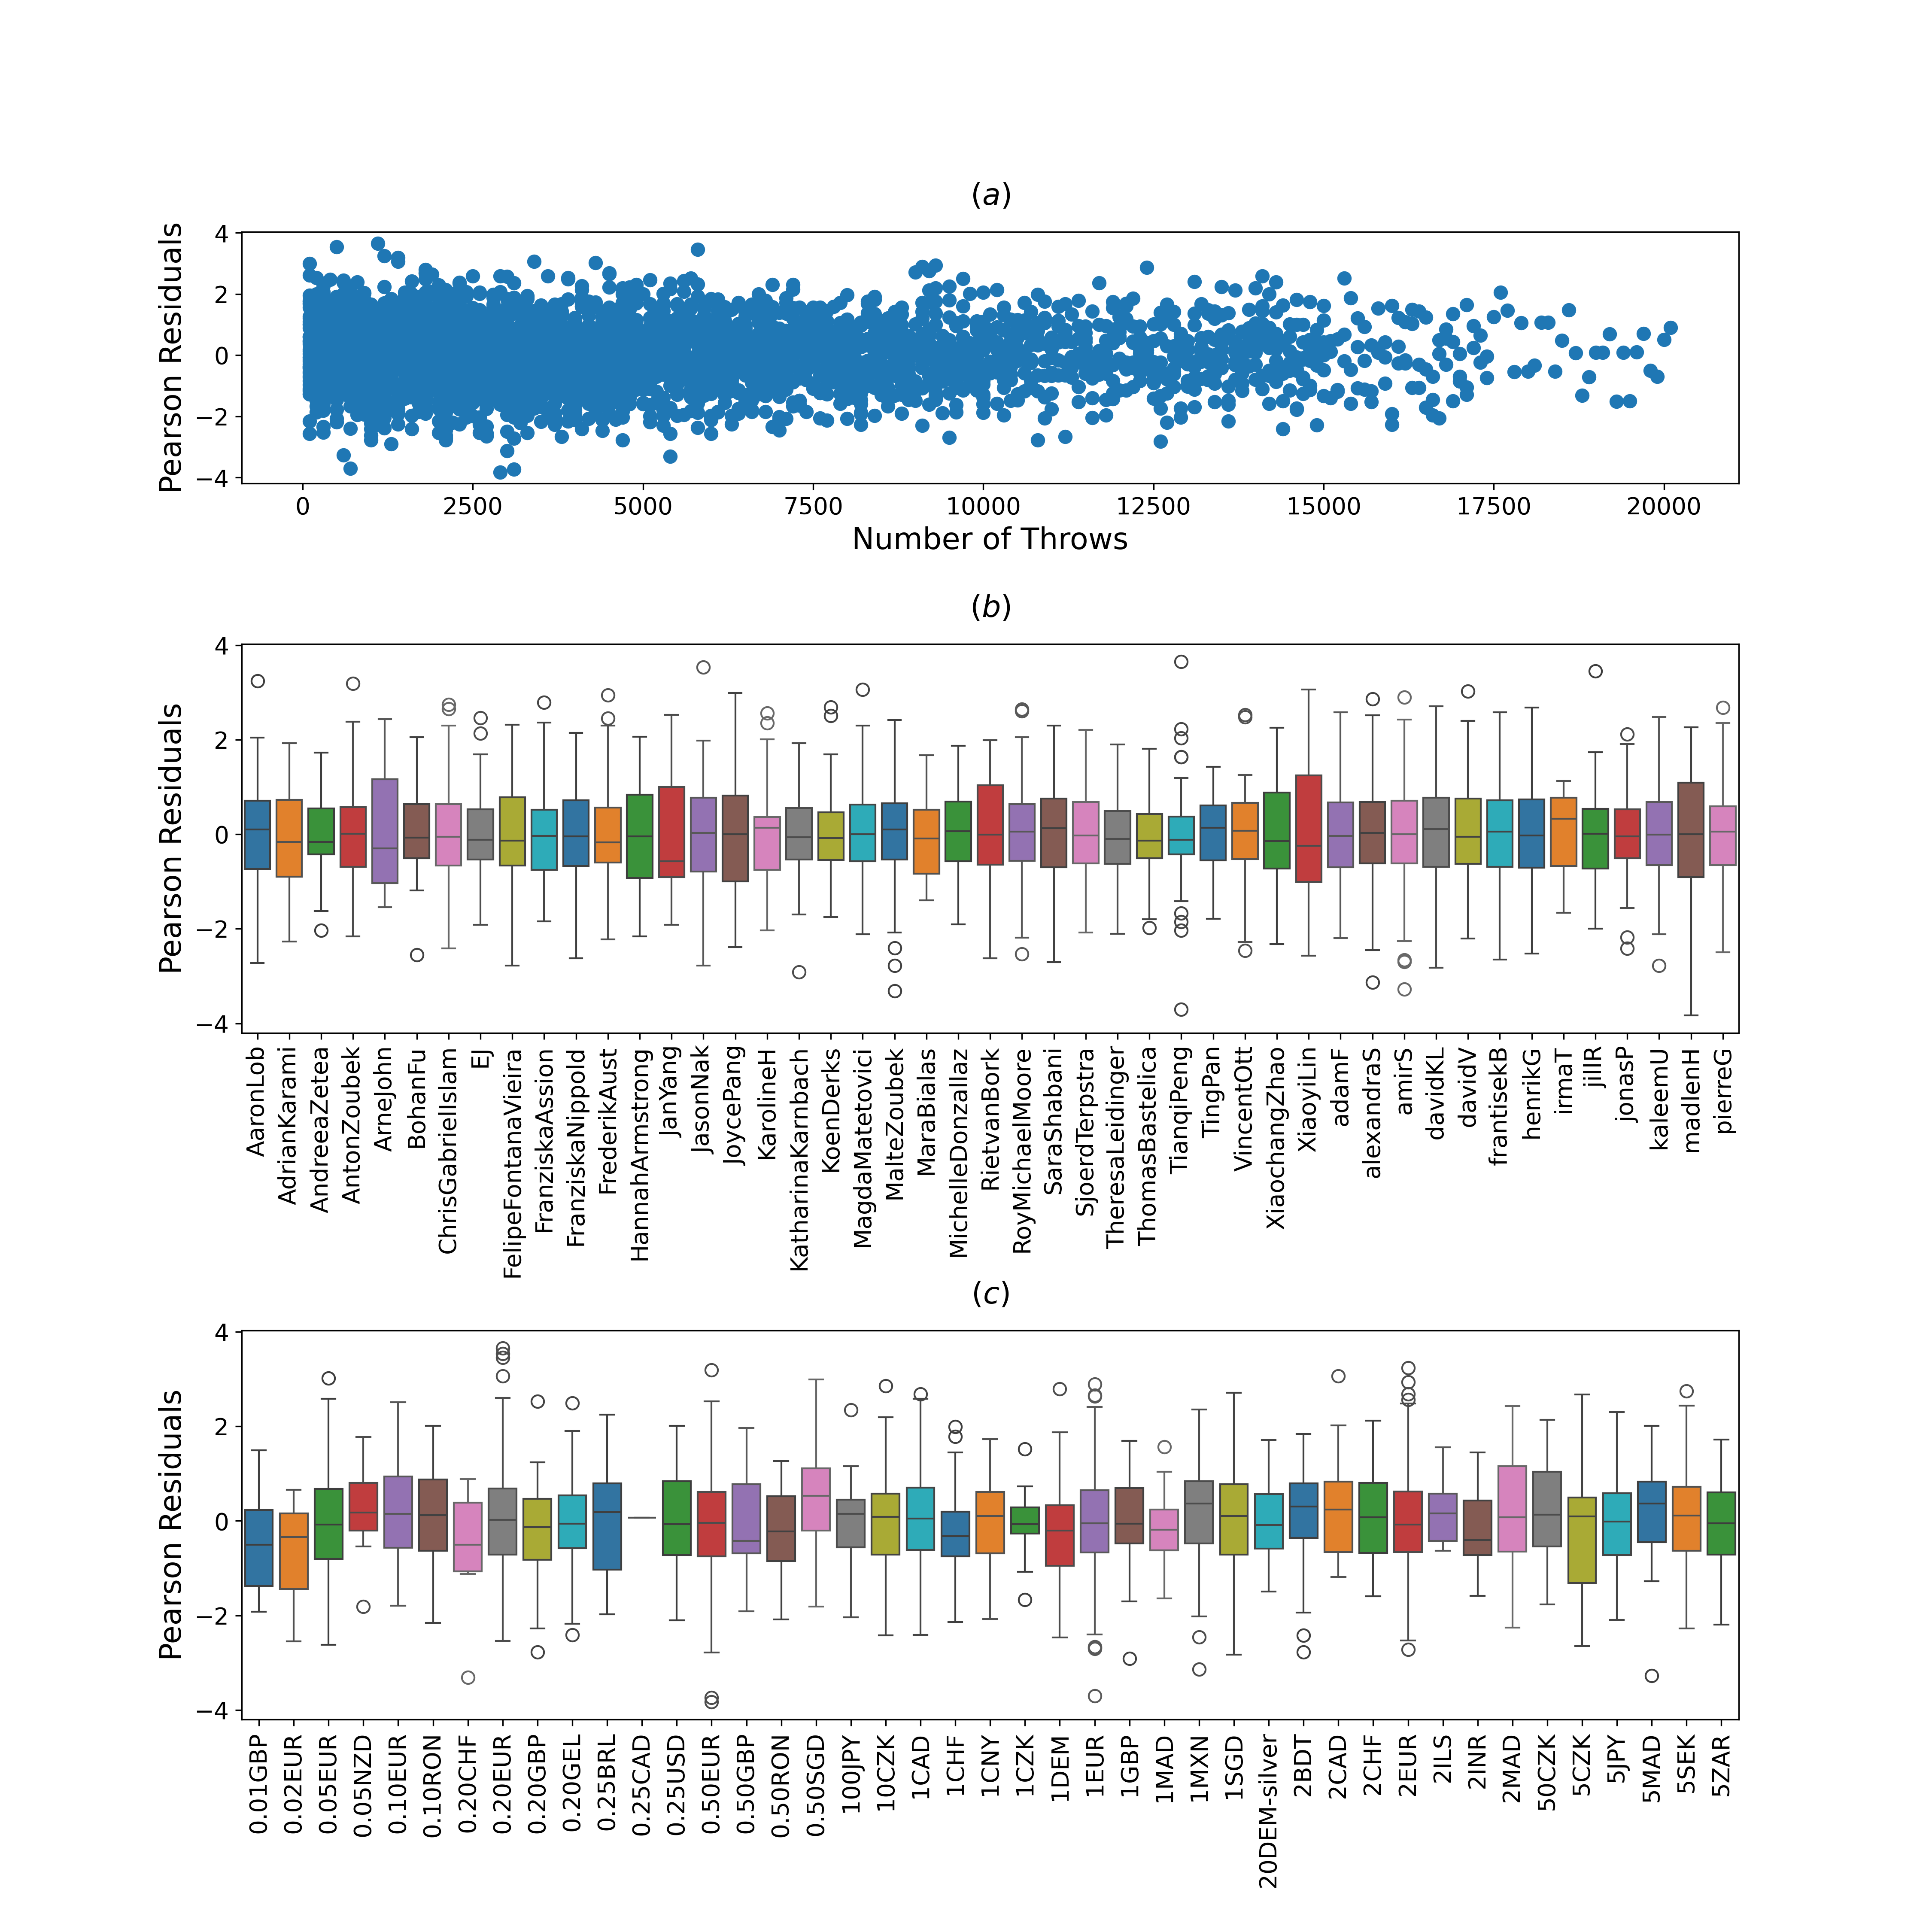 (a)
Pearson Residuals
4
2
0
−2
−4
0 2500 5000 7500 10000 12500 15000 17500 20000
Number of Throws
(b)
Pearson Residuals
4
2
0
−2
−4
AaronLob
AdrianKarami
AndreeaZetea
AntonZoubek
ArneJohn
BohanFu
ChrisGabrielIslam
EJ
FelipeFontanaVieira
FranziskaAssion
FranziskaNippold
FrederikAust
HannahArmstrong
JanYang
JasonNak
JoycePang
KarolineH
KatharinaKarnbach
KoenDerks
MagdaMatetovici
MalteZoubek
MaraBialas
MichelleDonzallaz
RietvanBork
RoyMichaelMoore
SaraShabani
SjoerdTerpstra
TheresaLeidinger
ThomasBastelica
TianqiPeng
TingPan
VincentOtt
XiaochangZhao
XiaoyiLin
adamF
alexandraS
amirS
davidKL
davidV
frantisekB
henrikG
irmaT
jillR
jonasP
kaleemU
madlenH
pierreG
(c)
Pearson Residuals
4
2
0
−2
−4
0.01GBP
0.02EUR
0.05EUR
0.05NZD
0.10EUR
0.10RON
0.20CHF
0.20EUR
0.20GBP
0.20GEL
0.25BRL
0.25CAD
0.25USD
0.50EUR
0.50GBP
0.50RON
0.50SGD
100JPY
10CZK
1CAD
1CHF
1CNY
1CZK
1DEM
1EUR
1GBP
1MAD
1MXN
1SGD
20DEM-silver
2BDT
2CAD
2CHF
2EUR
2ILS
2INR
2MAD
50CZK
5CZK
5JPY
5MAD
5SEK
5ZAR